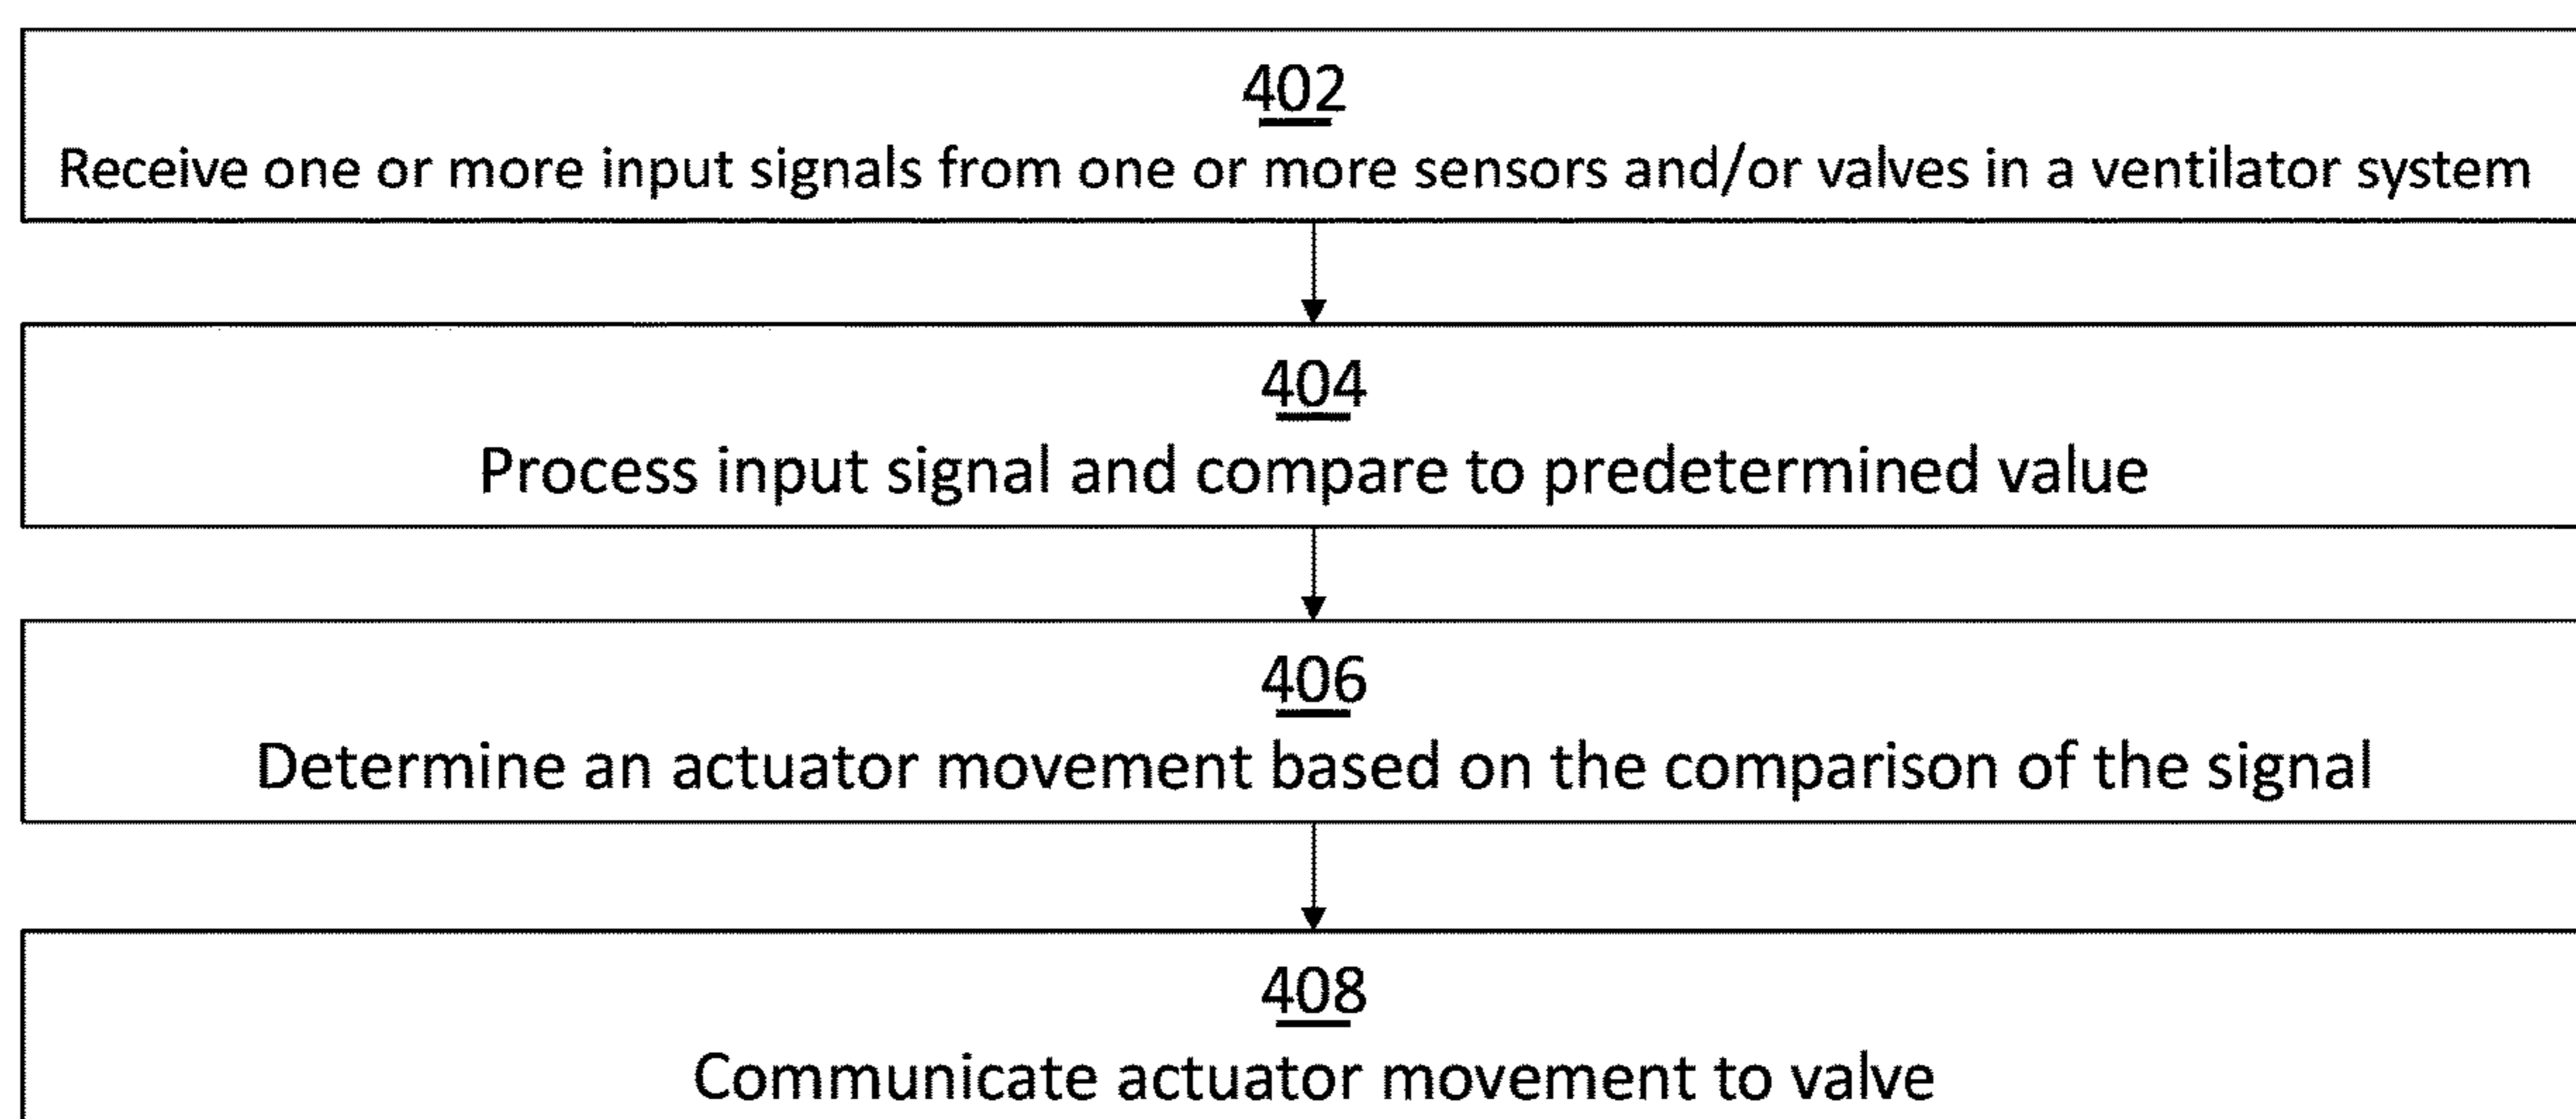 402
Receive one or more input signals from one or more sensors and/or valves in a ventilator system
404
Process input signal and compare to predetermined value
406
Determine an actuator movement based on the comparison of the signal
408
Communicate actuator movement to valve